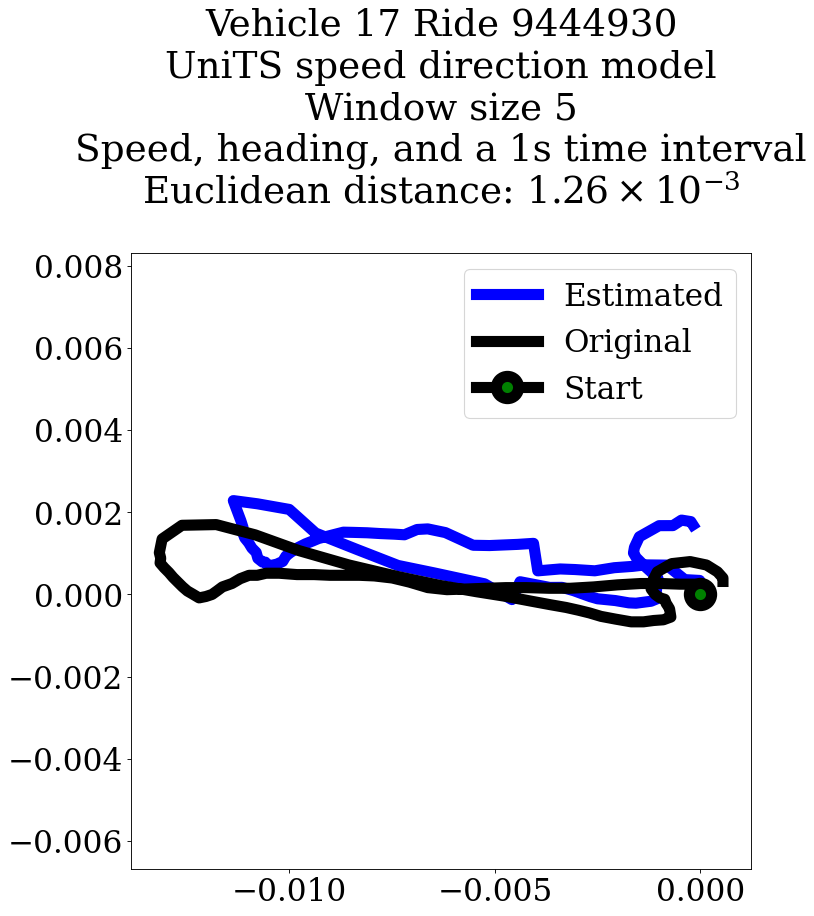 Vehicle 17 Ride 9444930
UniTS speed direction model
Window size 5
Speed, heading, and a 1s time interval
Euclidean distance: 1.26 × 10⁻³
0.008
0.006
0.004
0.002
0.000
−0.002
−0.004
−0.006
Estimated
Original
Start
−0.010
−0.005
0.000